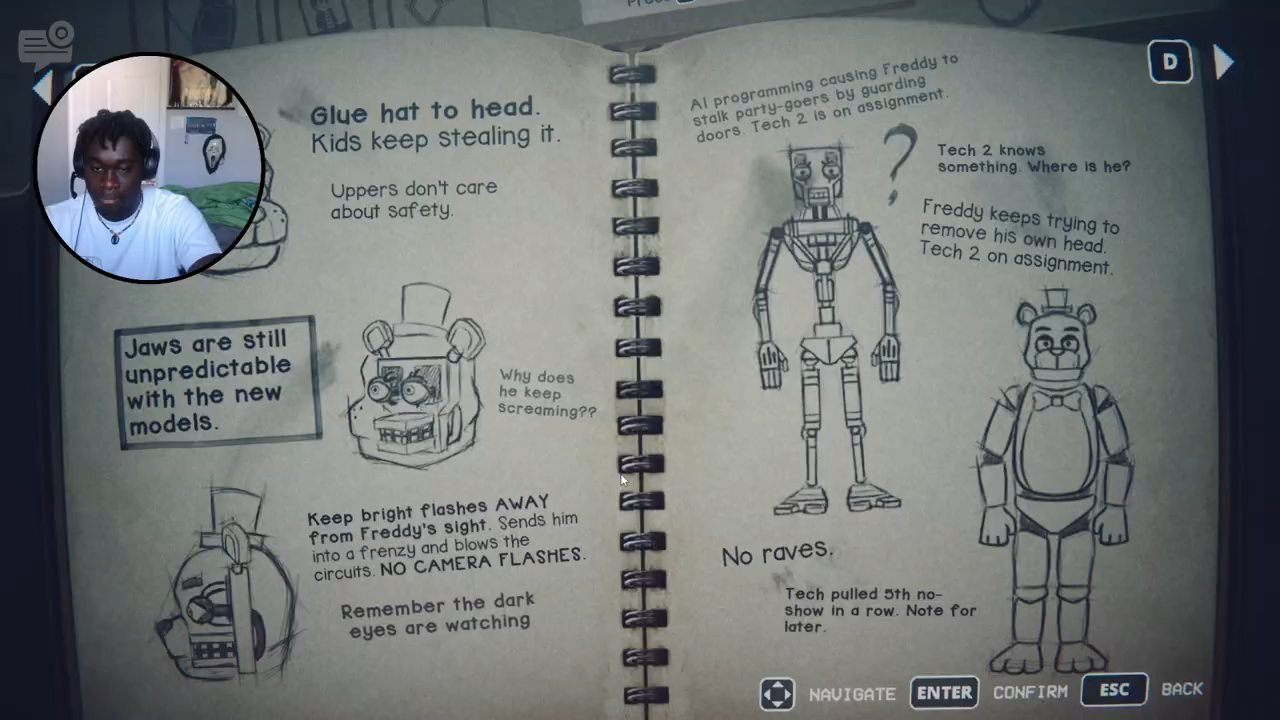 Glue hat to head.
Kids keep stealing it.
Uppers don't care
about safety.
Jaws are still
unpredictable
with the new
models.
Why does
he keep
screaming??
Keep bright flashes AWAY
from Freddy's sight. Sends him
into a frenzy and blows the
circuits. NO CAMERA FLASHES.
Remember the dark
eyes are watching
D
AI programming causing Freddy to
stalk party-goers by guarding
doors. Tech 2 is on assignment.
?
Tech 2 knows
something. Where is he?
Freddy keeps trying to
remove his own head.
Tech 2 on assignment.
No raves.
Tech pulled 5th no-
show in a row. Note for
later.
NAVIGATE ENTER CONFIRM ESC BACK